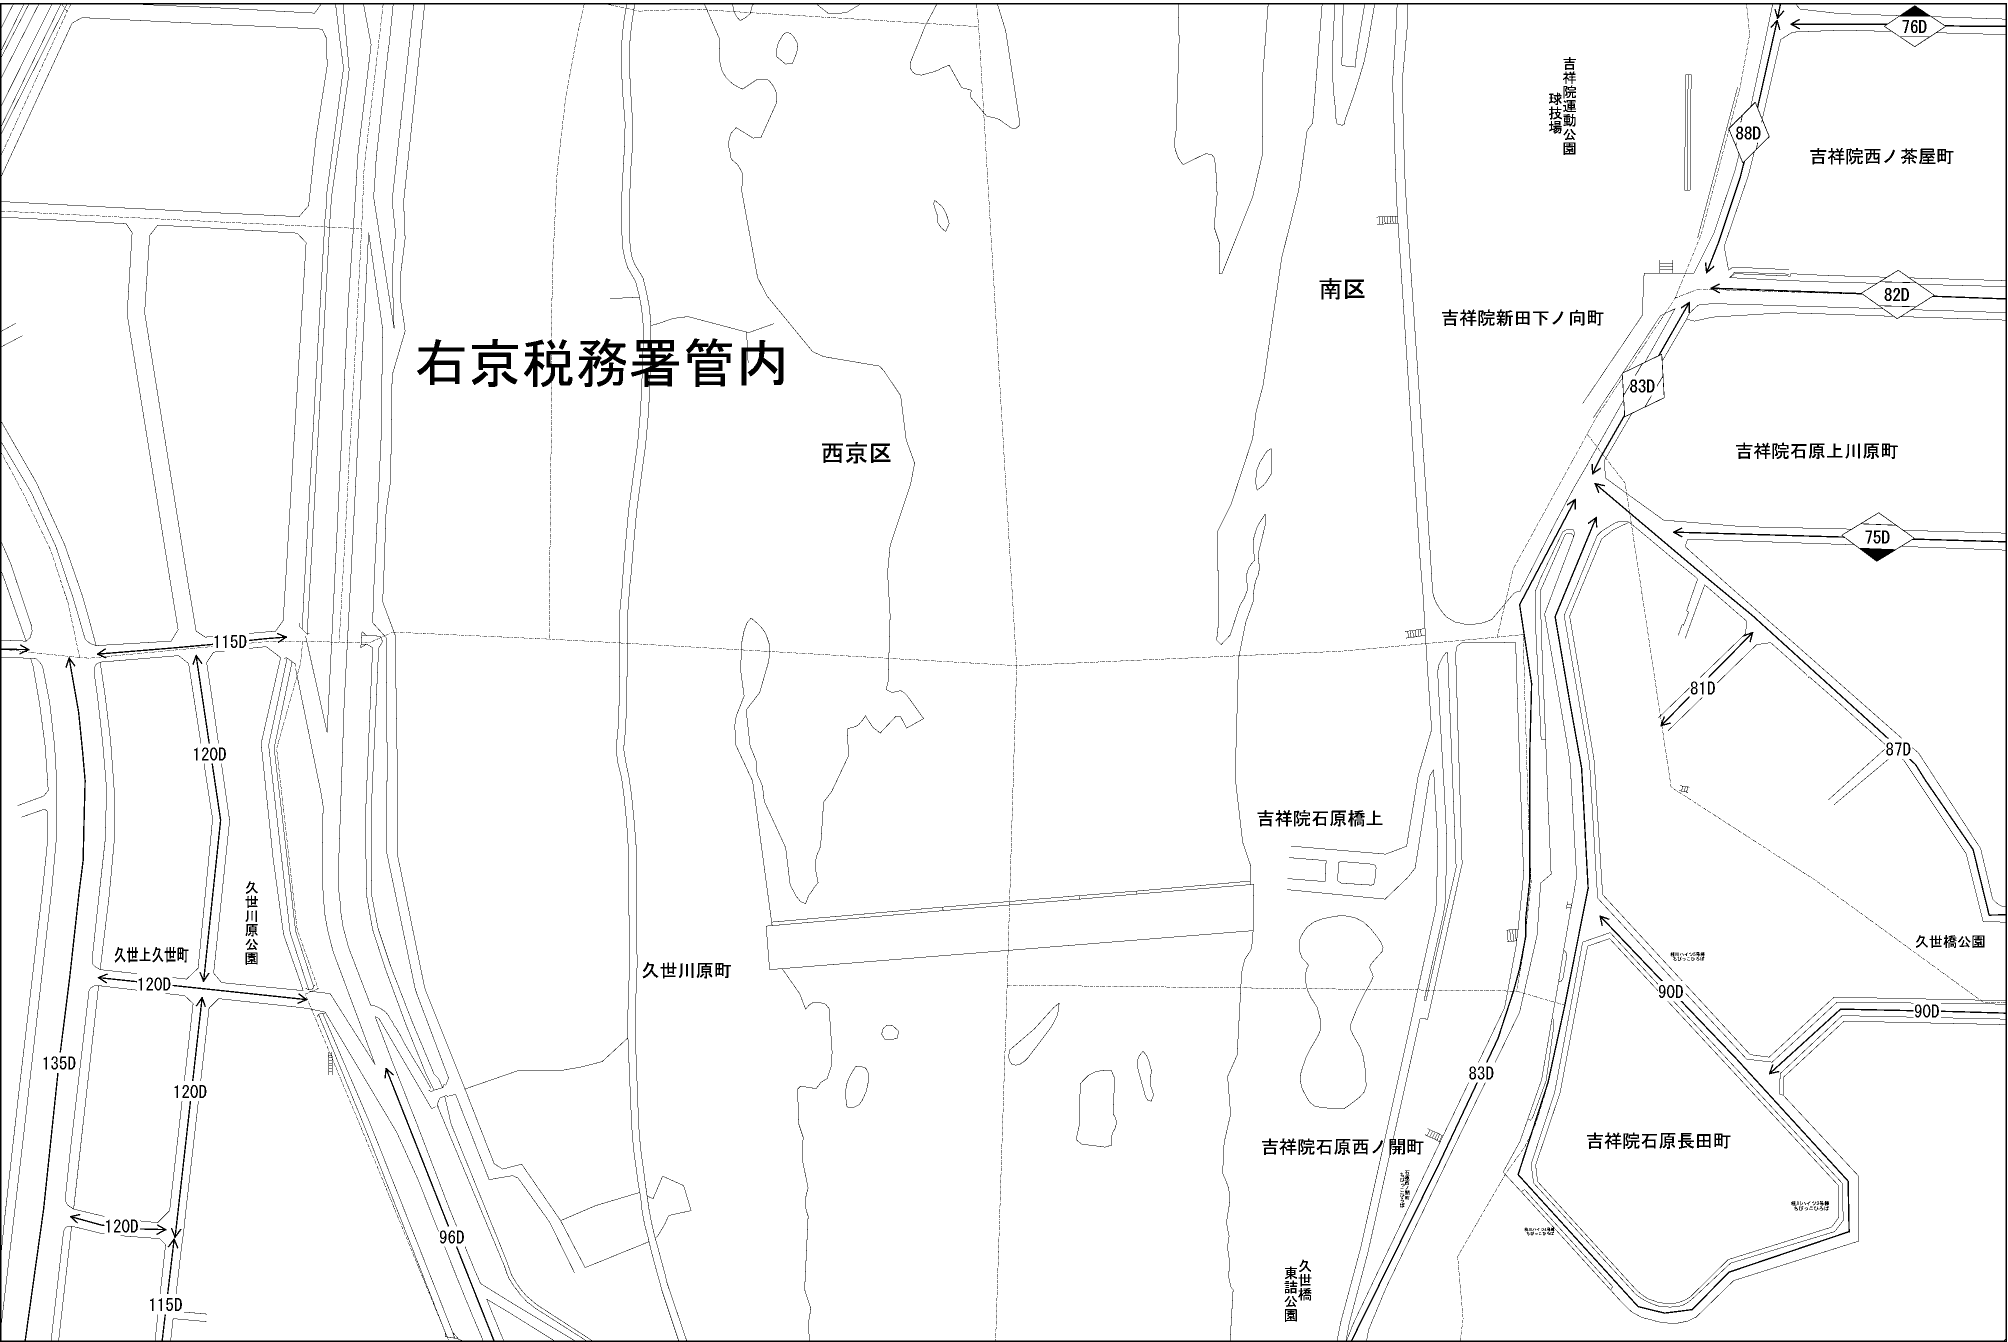 76D
吉祥院運動公園
球技場
88D
吉祥院西ノ茶屋町
南区
82D
吉祥院新田下ノ向町
右京税務署管内
83D
西京区
吉祥院石原上川原町
75D
115D
81D
120D
87D
吉祥院石原橋上
久世川原公園
久世上久世町
久世川原町
久世橋公園
120D
90D
90D
135D
120D
83D
吉祥院石原西ノ開町
吉祥院石原長田町
120D
96D
115D
久世橋
東詰公園